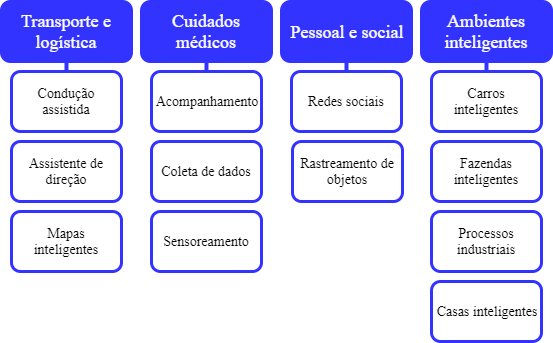 Transporte e
logística
Condução
assistida
Assistente de
direção
Mapas
inteligentes
Cuidados
médicos
Acompanhamento
Coleta de dados
Sensoreamento
Pessoal e social
Redes sociais
Rastreamento de
objetos
Ambientes
inteligentes
Carros
inteligentes
Fazendas
inteligentes
Processos
industriais
Casas inteligentes